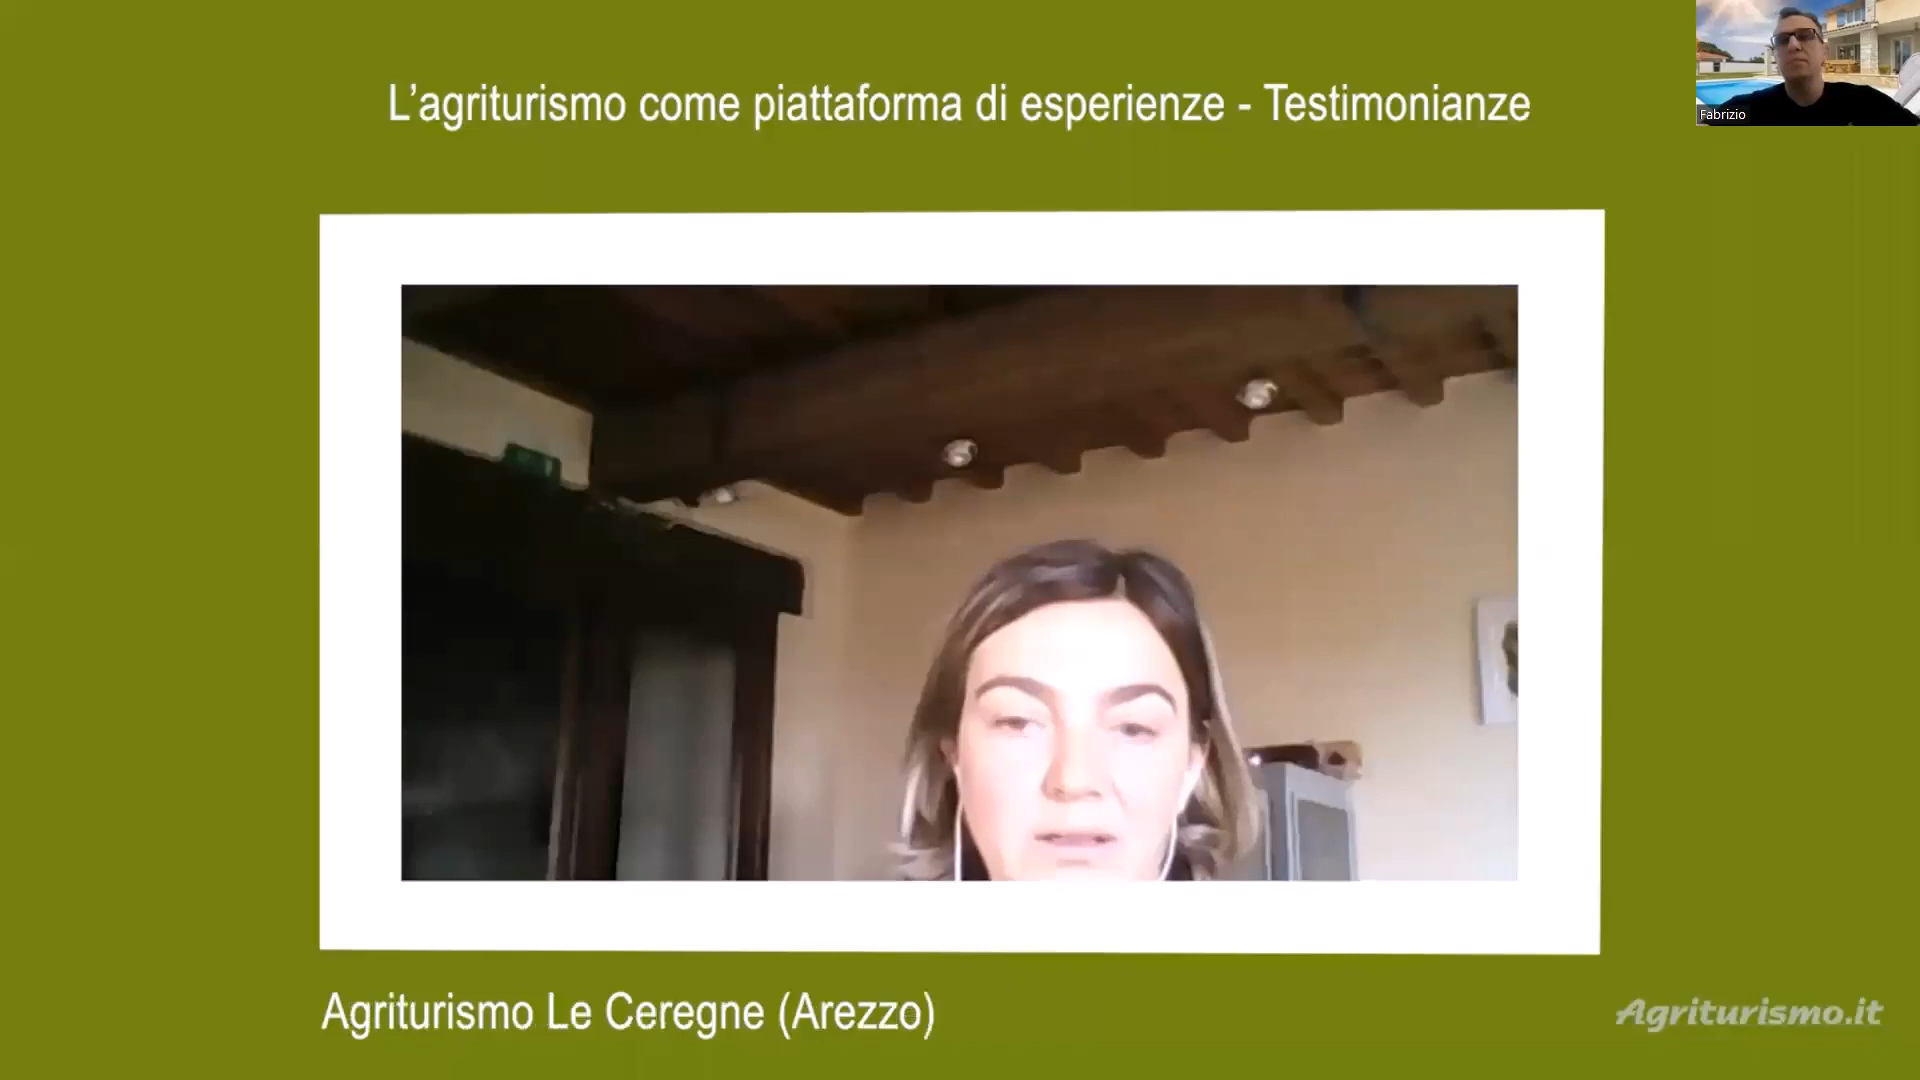 L’agriturismo come piattaforma di esperienze - Testimonianze
Fabrizio
Agriturismo Le Ceregne (Arezzo)
Agriturismo.it